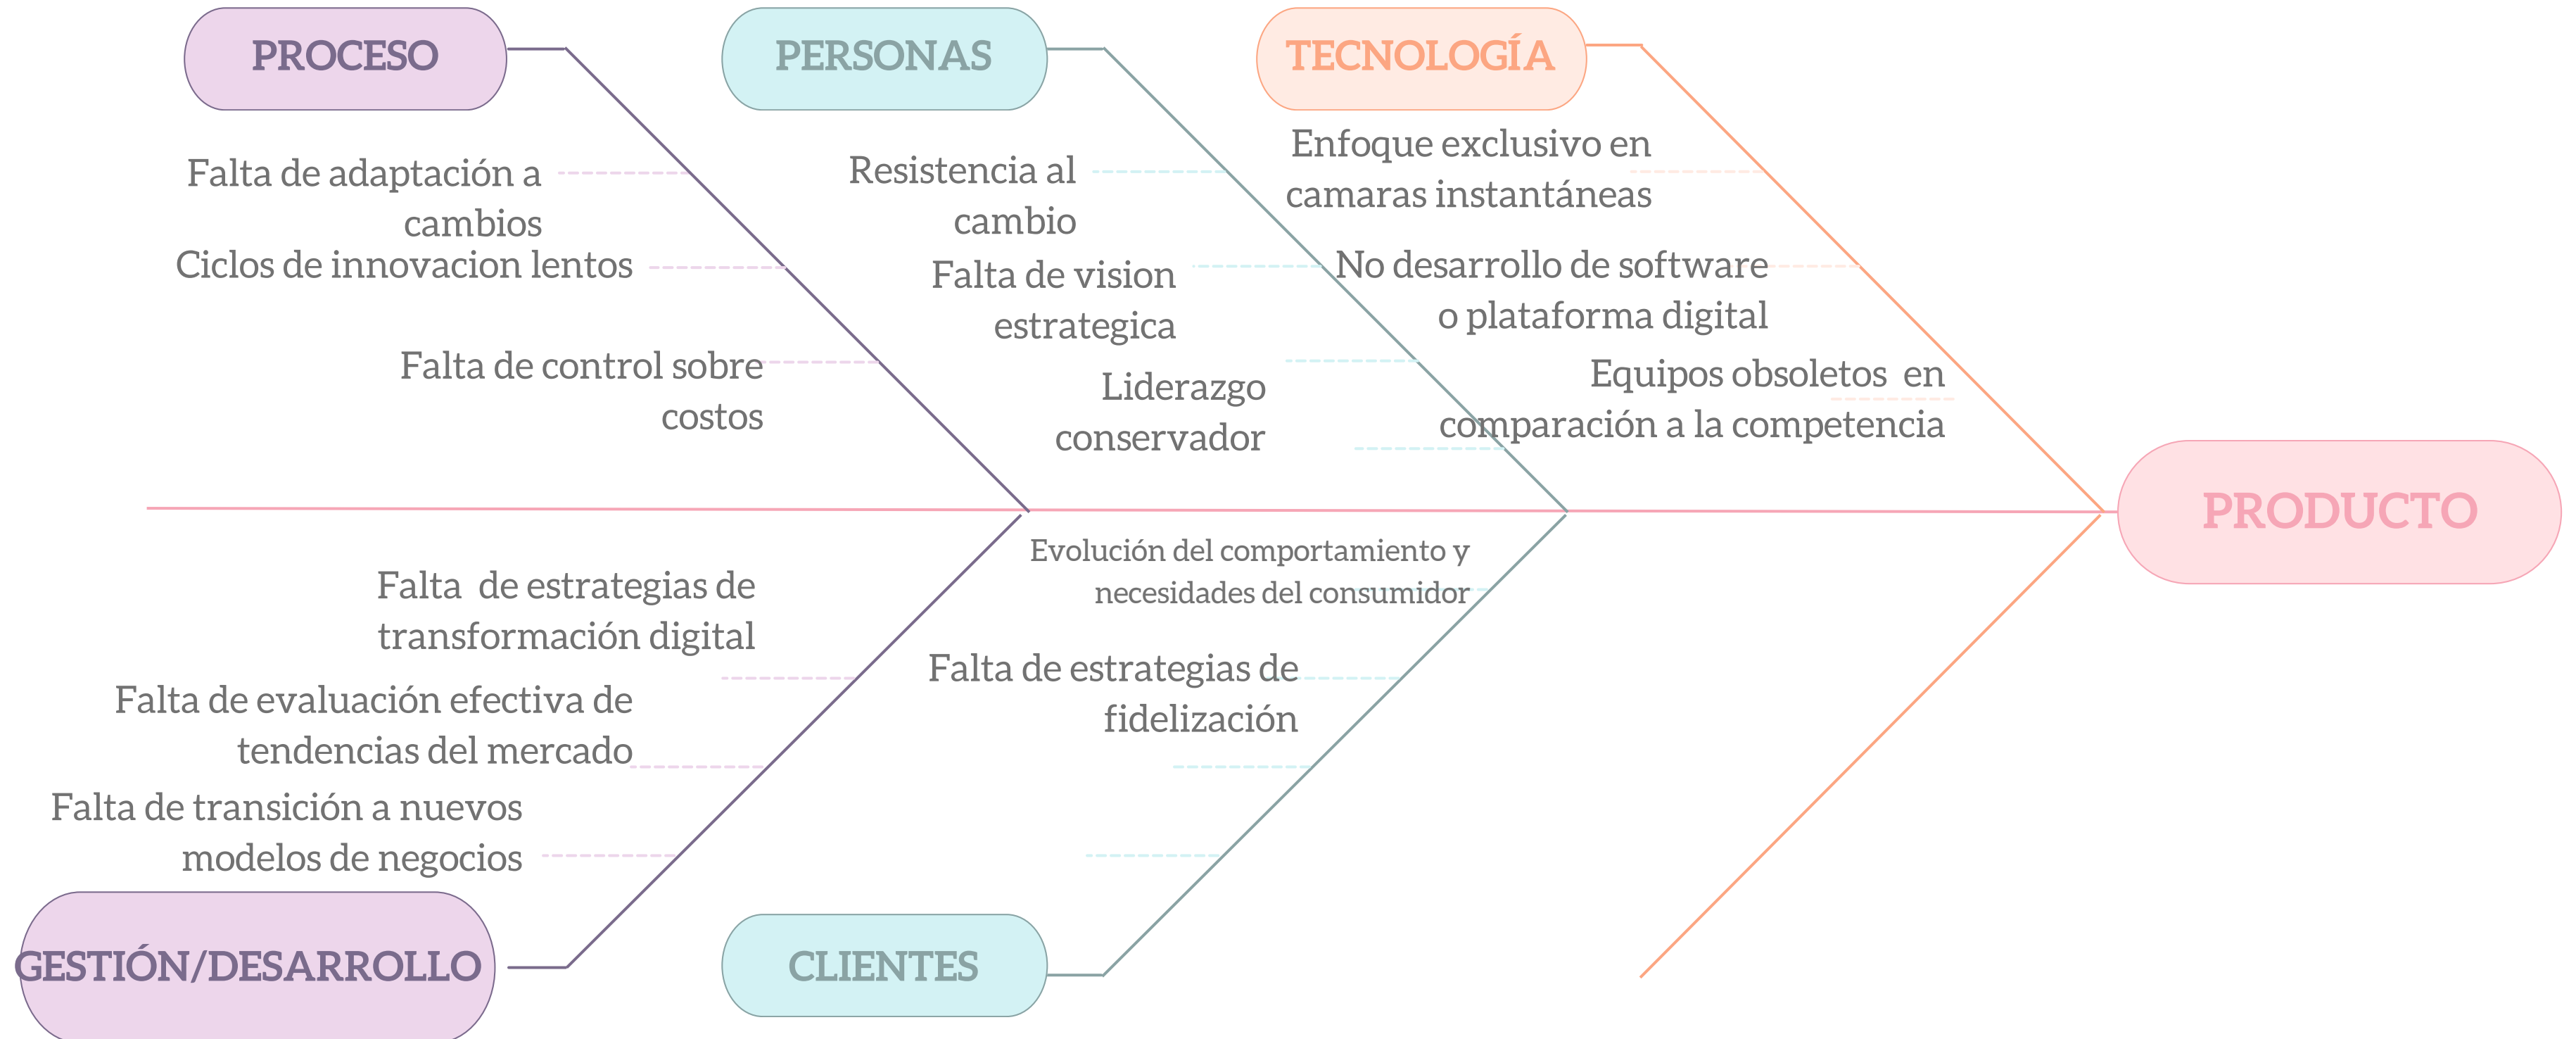 PROCESO
Falta de adaptación a
cambios
Ciclos de innovacion lentos
Falta de control sobre
costos
PERSONAS
Resistencia al
cambio
Falta de vision
estrategica
Liderazgo
conservador
TECNOLOGÍA
Enfoque exclusivo en
camaras instantáneas
No desarrollo de software
o plataforma digital
Equipos obsoletos  en
comparación a la competencia
PRODUCTO
Falta  de estrategias de
transformación digital
Falta de evaluación efectiva de
tendencias del mercado
Falta de transición a nuevos
modelos de negocios
GESTIÓN/DESARROLLO
Evolución del comportamiento y
necesidades del consumidor
Falta de estrategias de
fidelización
CLIENTES